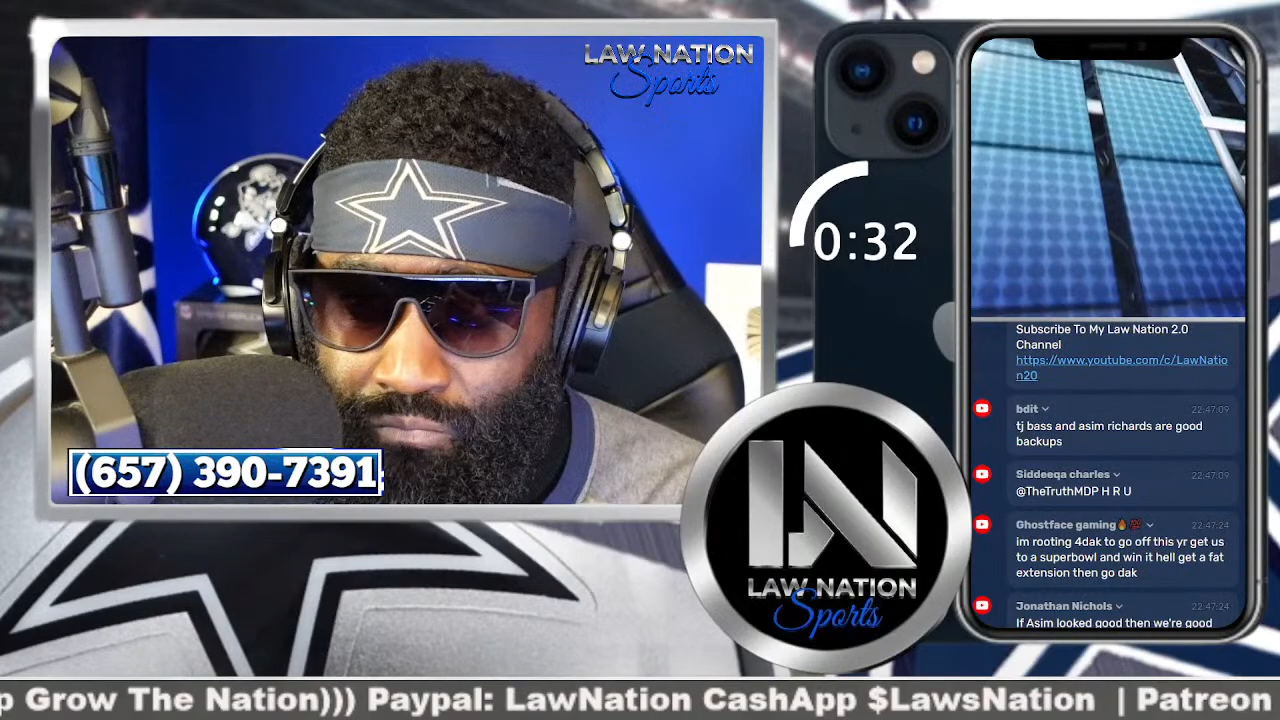 LAW NATION
Sports
(657) 390-7391
0:32
Subscribe To My Law Nation 2.0
Channel
https://www.youtube.com/c/LawNatio
n20
bdit 22:47:09
tj bass and asim richards are good
backups
Siddeeqa charles 22:47:09
@TheTruthMDP H R U
Ghostface gaming🔥💯 22:47:24
im rooting 4dak to go off this yr get us
to a superbowl and win it hell get a fat
extension then go dak
Jonathan Nichols 22:47:24
If Asim looked good then we're good
LN
LAW NATION
Sports
p Grow The Nation))) Paypal: LawNation CashApp $LawsNation | Patreon